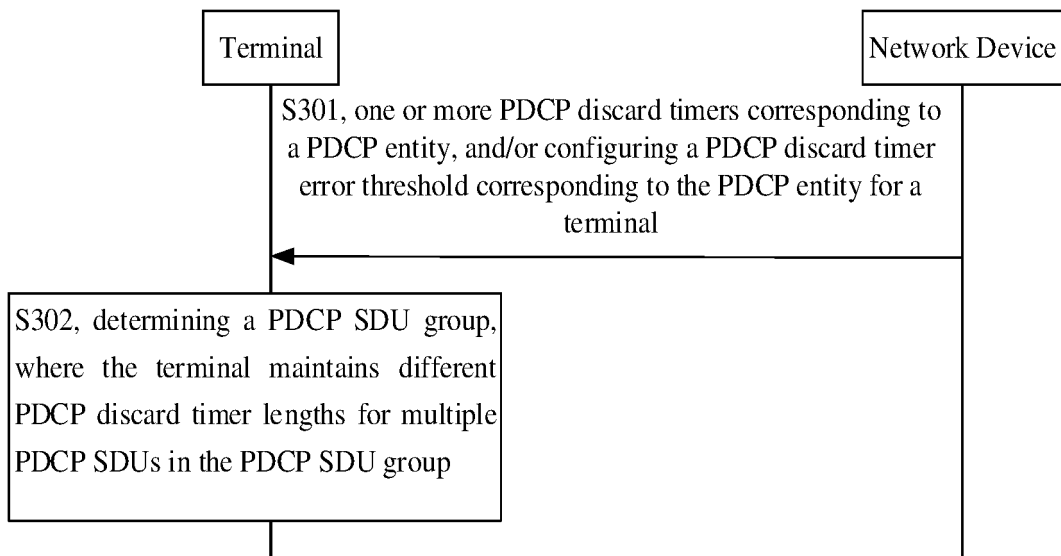 Terminal
Network Device
S301, one or more PDCP discard timers corresponding to
a PDCP entity, and/or configuring a PDCP discard timer
error threshold corresponding to the PDCP entity for a
terminal
S302, determining a PDCP SDU group,
where the terminal maintains different
PDCP discard timer lengths for multiple
PDCP SDUs in the PDCP SDU group